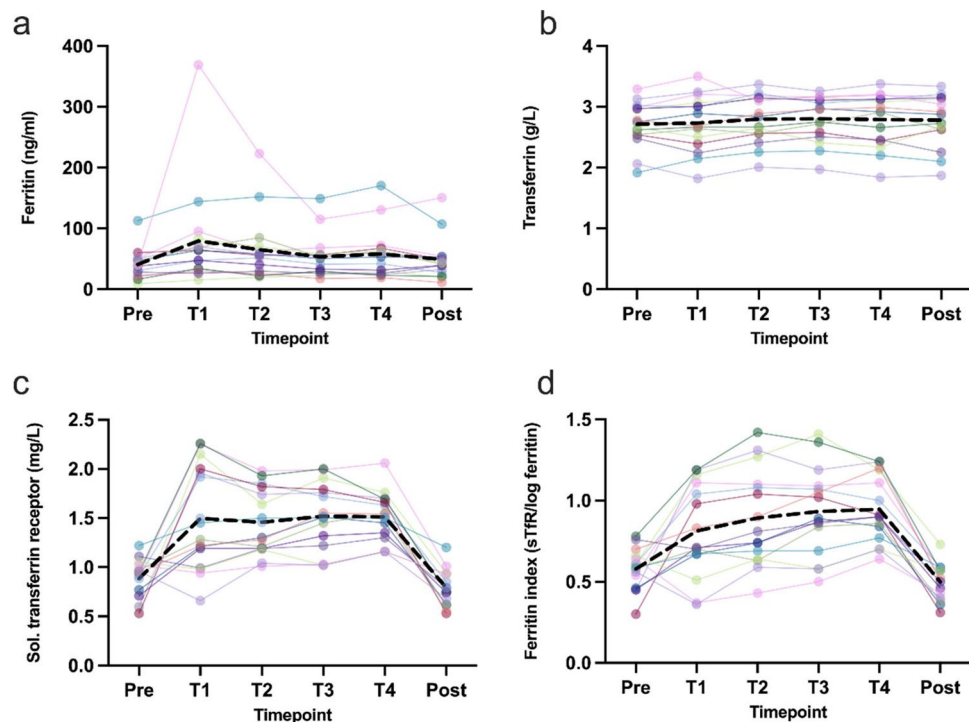 a
400
300
200
100
0
Ferritin (ng/ml)
Pre T1 T2 T3 T4 Post
Timepoint
b
4
3
2
1
0
Transferrin (g/L)
Pre T1 T2 T3 T4 Post
Timepoint
c
2.5
2.0
1.5
1.0
0.5
0.0
Sol. transferrin receptor (mg/L)
Pre T1 T2 T3 T4 Post
Timepoint
d
1.5
1.0
0.5
0.0
Ferritin index (sTfR/log ferritin)
Pre T1 T2 T3 T4 Post
Timepoint